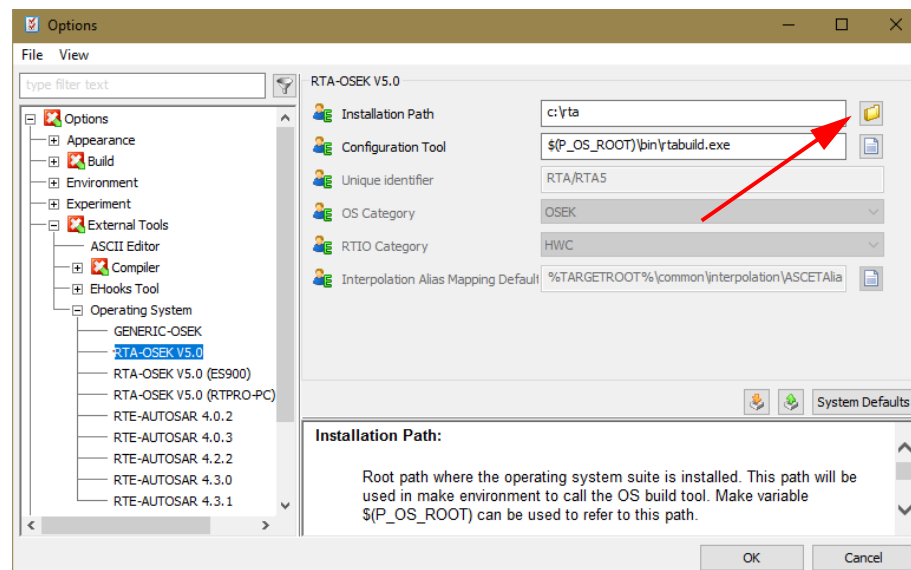 Options
File View
type filter text
Options
Appearance
Build
Environment
Experiment
External Tools
ASCII Editor
Compiler
EHooks Tool
Operating System
GENERIC-OSEK
RTA-OSEK V5.0
RTA-OSEK V5.0 (ES900)
RTA-OSEK V5.0 (RTPRO-PC)
RTE-AUTOSAR 4.0.2
RTE-AUTOSAR 4.0.3
RTE-AUTOSAR 4.2.2
RTE-AUTOSAR 4.3.0
RTE-AUTOSAR 4.3.1
RTA-OSEK V5.0
Installation Path c:\rta
Configuration Tool $(P_OS_ROOT)\bin\rtabuild.exe
Unique identifier RTA/RTA5
OS Category OSEK
RTIO Category HWC
Interpolation Alias Mapping Default %TARGETROOT%\common\interpolation\ASCETAlia
System Defaults
Installation Path:
Root path where the operating system suite is installed. This path will be
used in make environment to call the OS build tool. Make variable
$(P_OS_ROOT) can be used to refer to this path.
OK Cancel